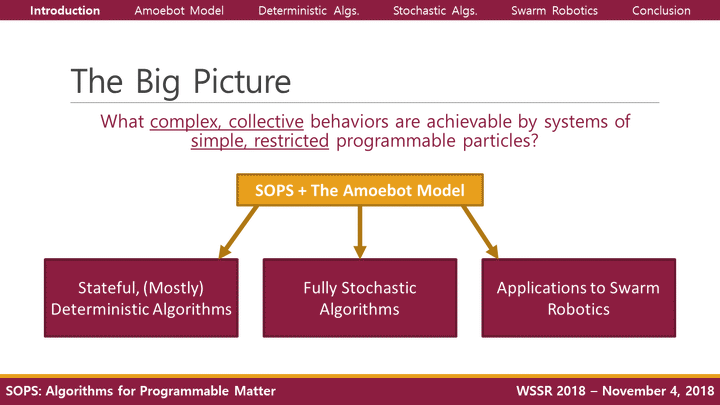 Introduction Amoebot Model Deterministic Algs. Stochastic Algs. Swarm Robotics Conclusion
The Big Picture
What complex, collective behaviors are achievable by systems of
simple, restricted programmable particles?
SOPS + The Amoebot Model
Stateful, (Mostly)
Deterministic Algorithms
Fully Stochastic
Algorithms
Applications to Swarm
Robotics
SOPS: Algorithms for Programmable Matter WSSR 2018 – November 4, 2018